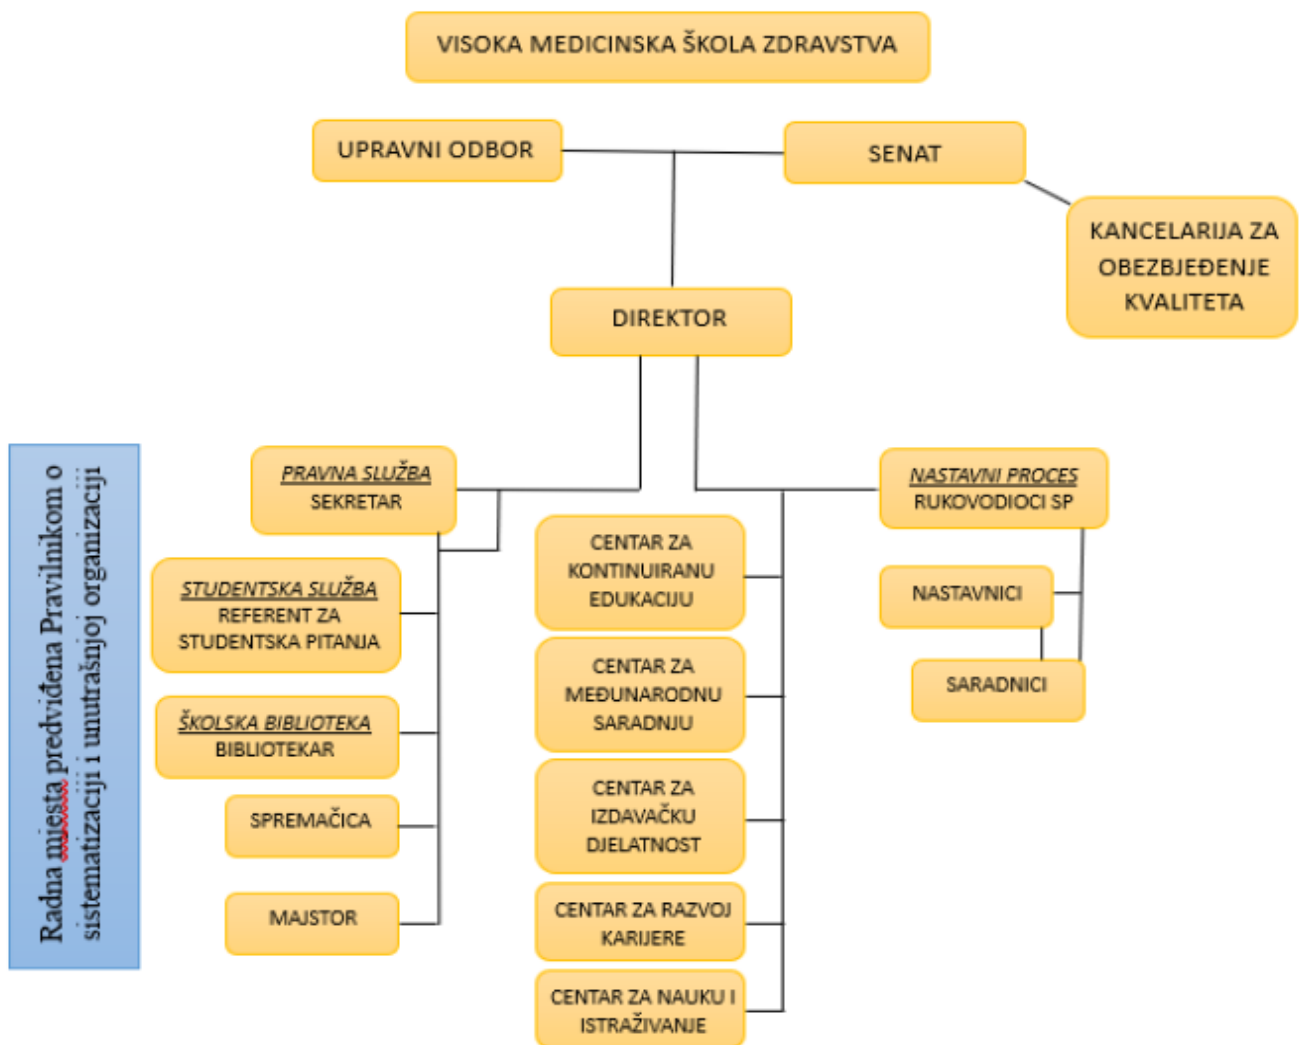 VISOKA MEDICINSKA ŠKOLA ZDRAVSTVA
UPRAVNI ODBOR
SENAT
KANCELARIJA ZA
OBEZBJEĐENJE
KVALITETA
DIREKTOR
Radna mjesta predviđena Pravilnikom o
sistematizaciji i unutrašnjoj organizaciji
PRAVNA SLUŽBA
SEKRETAR
STUDENTSKA SLUŽBA
REFERENT ZA
STUDENTSKA PITANJA
ŠKOLSKA BIBLIOTEKA
BIBLIOTEKAR
SPREMAČICA
MAJSTOR
CENTAR ZA
KONTINUIRANU
EDUKACIJU
CENTAR ZA
MEĐUNARODNU
SARADNJU
CENTAR ZA
IZDAVAČKU
DJELATNOST
CENTAR ZA RAZVOJ
KARIJERE
CENTAR ZA NAUKU I
ISTRAŽIVANJE
NASTAVNI PROCES
RUKOVODIOCI SP
NASTAVNICI
SARADNICI